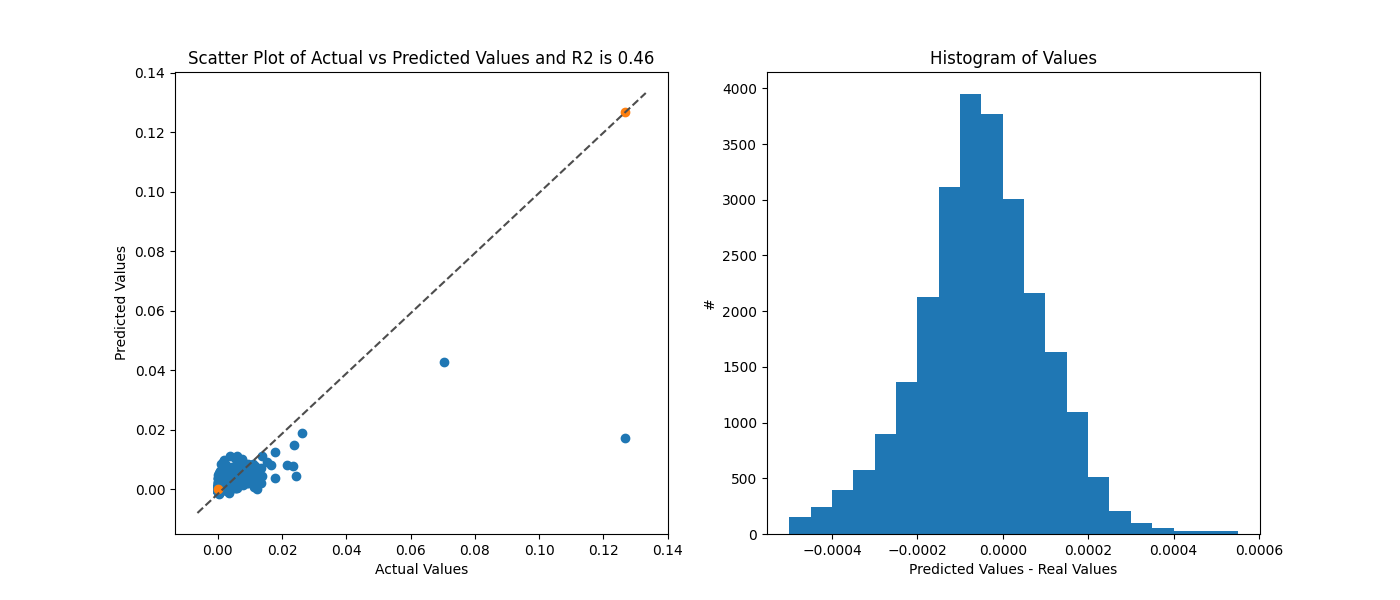 Scatter Plot of Actual vs Predicted Values and R2 is 0.46
0.14
0.12
0.10
0.08
0.06
0.04
0.02
0.00
Predicted Values
0.00 0.02 0.04 0.06 0.08 0.10 0.12 0.14
Actual Values
Histogram of Values
4000
3500
3000
2500
2000
1500
1000
500
0
#
−0.0004 −0.0002 0.0000 0.0002 0.0004 0.0006
Predicted Values - Real Values